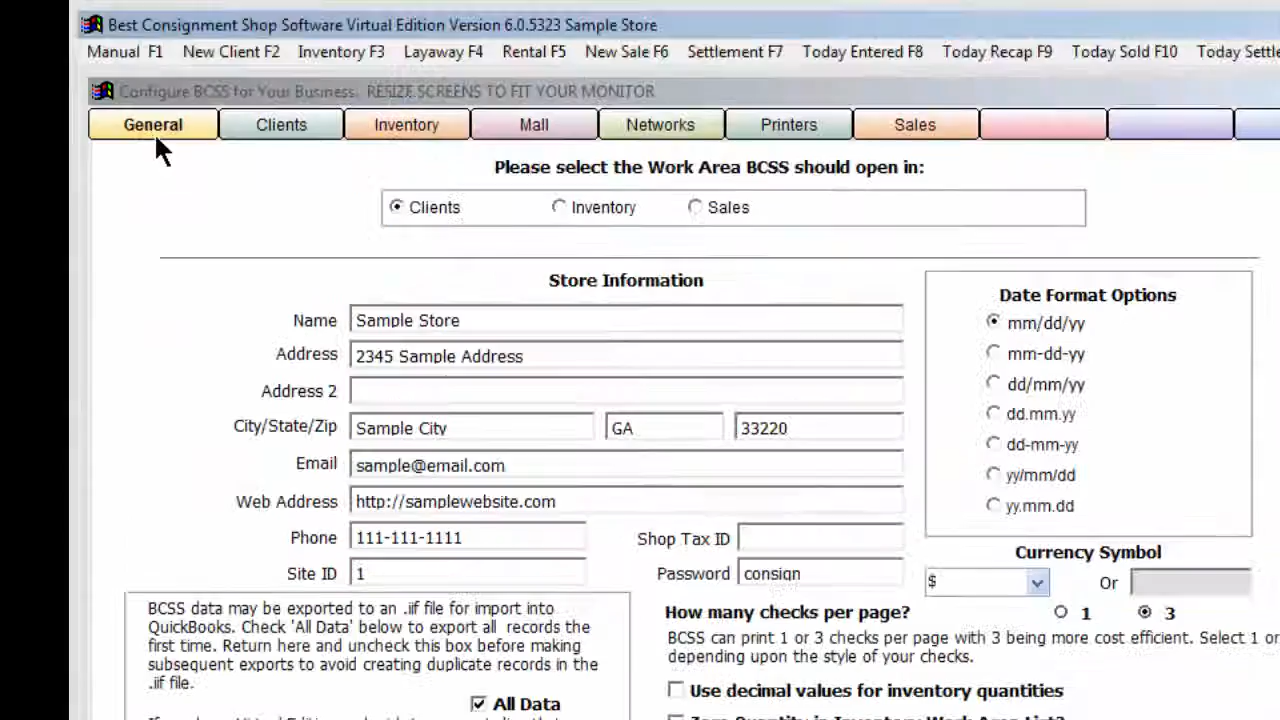 Best Consignment Shop Software Virtual Edition Version 6.0.5323 Sample Store
Manual F1 New Client F2 Inventory F3 Layaway F4 Rental F5 New Sale F6 Settlement F7 Today Entered F8 Today Recap F9 Today Sold F10 Today Settle
Configure BCSS for Your Business. RESIZE SCREENS TO FIT YOUR MONITOR
General Clients Inventory Mall Networks Printers Sales
Please select the Work Area BCSS should open in:
Clients Inventory Sales
Store Information
Date Format Options
Name Sample Store
mm/dd/yy
Address 2345 Sample Address
mm-dd-yy
Address 2
dd/mm/yy
City/State/Zip Sample City GA 33220
dd.mm.yy
dd-mm-yy
Email sample@email.com
yy/mm/dd
Web Address http://samplewebsite.com
yy.mm.dd
Phone 111-111-1111 Shop Tax ID
Currency Symbol
Site ID 1 Password consign
$ Or
BCSS data may be exported to an .iif file for import into
QuickBooks. Check 'All Data' below to export all records the
first time. Return here and uncheck this box before making
subsequent exports to avoid creating duplicate records in the
.iif file.
All Data
How many checks per page? 1 3
BCSS can print 1 or 3 checks per page with 3 being more cost efficient. Select 1 or
depending upon the style of your checks.
Use decimal values for inventory quantities
Zero Quantity in Inventory Work Area List?